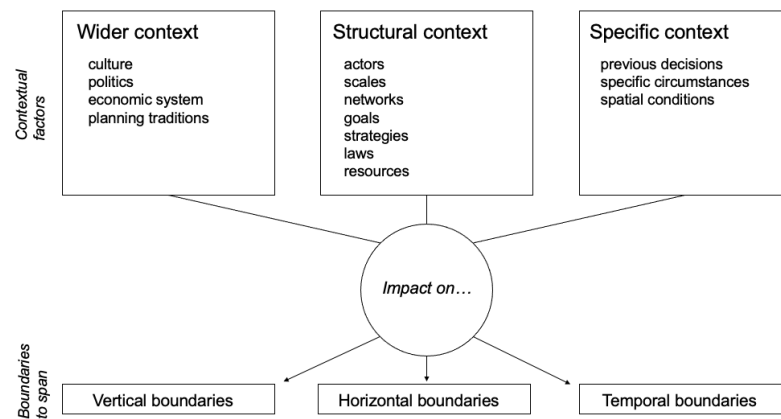 Contextual
factors
Wider context
culture
politics
economic system
planning traditions
Structural context
actors
scales
networks
goals
strategies
laws
resources
Specific context
previous decisions
specific circumstances
spatial conditions
Impact on…
Boundaries
to span
Vertical boundaries
Horizontal boundaries
Temporal boundaries